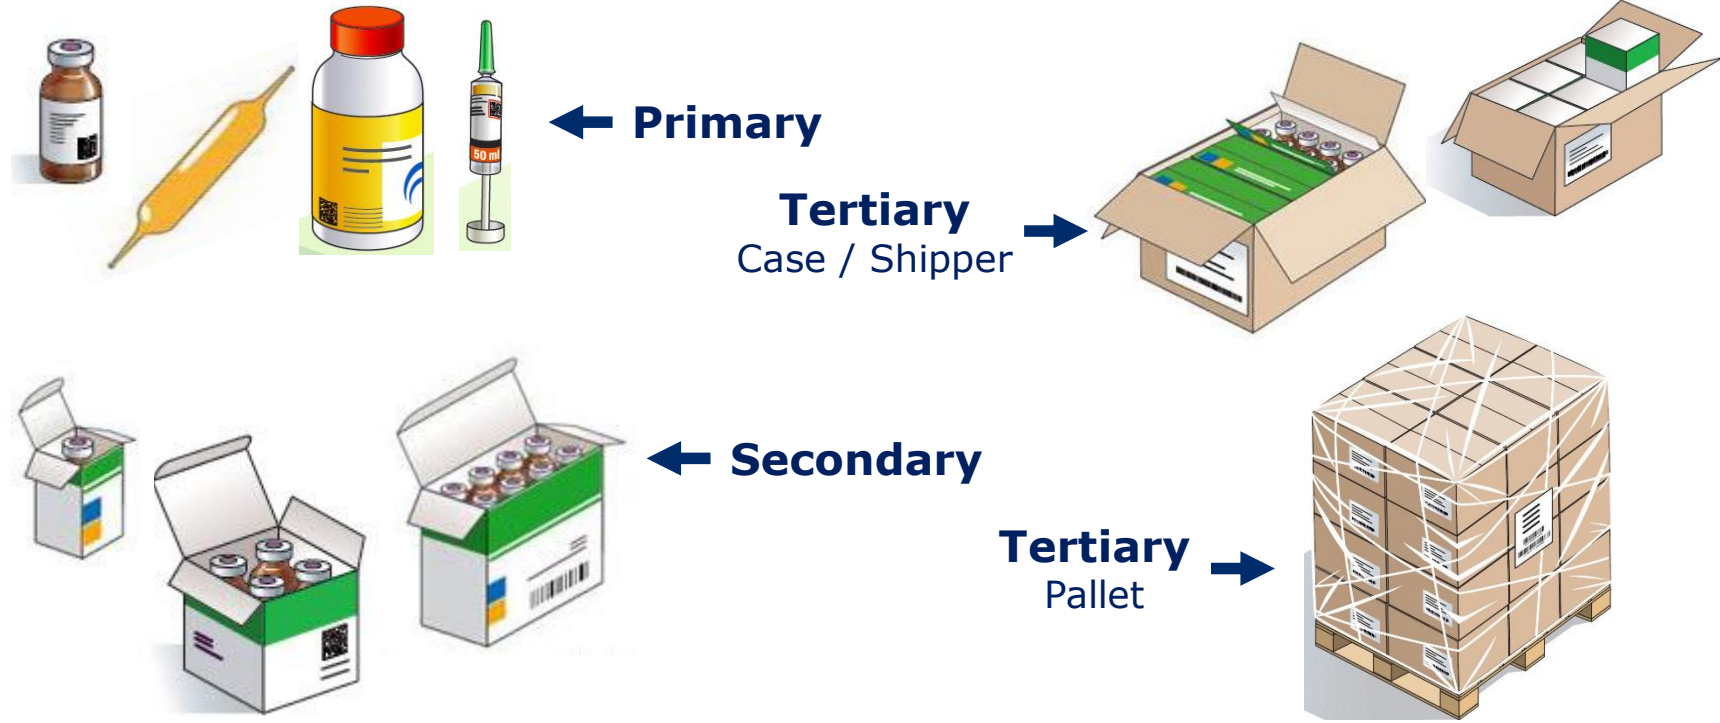 Primary
50 ml
Tertiary
Case / Shipper
Secondary
Tertiary
Pallet